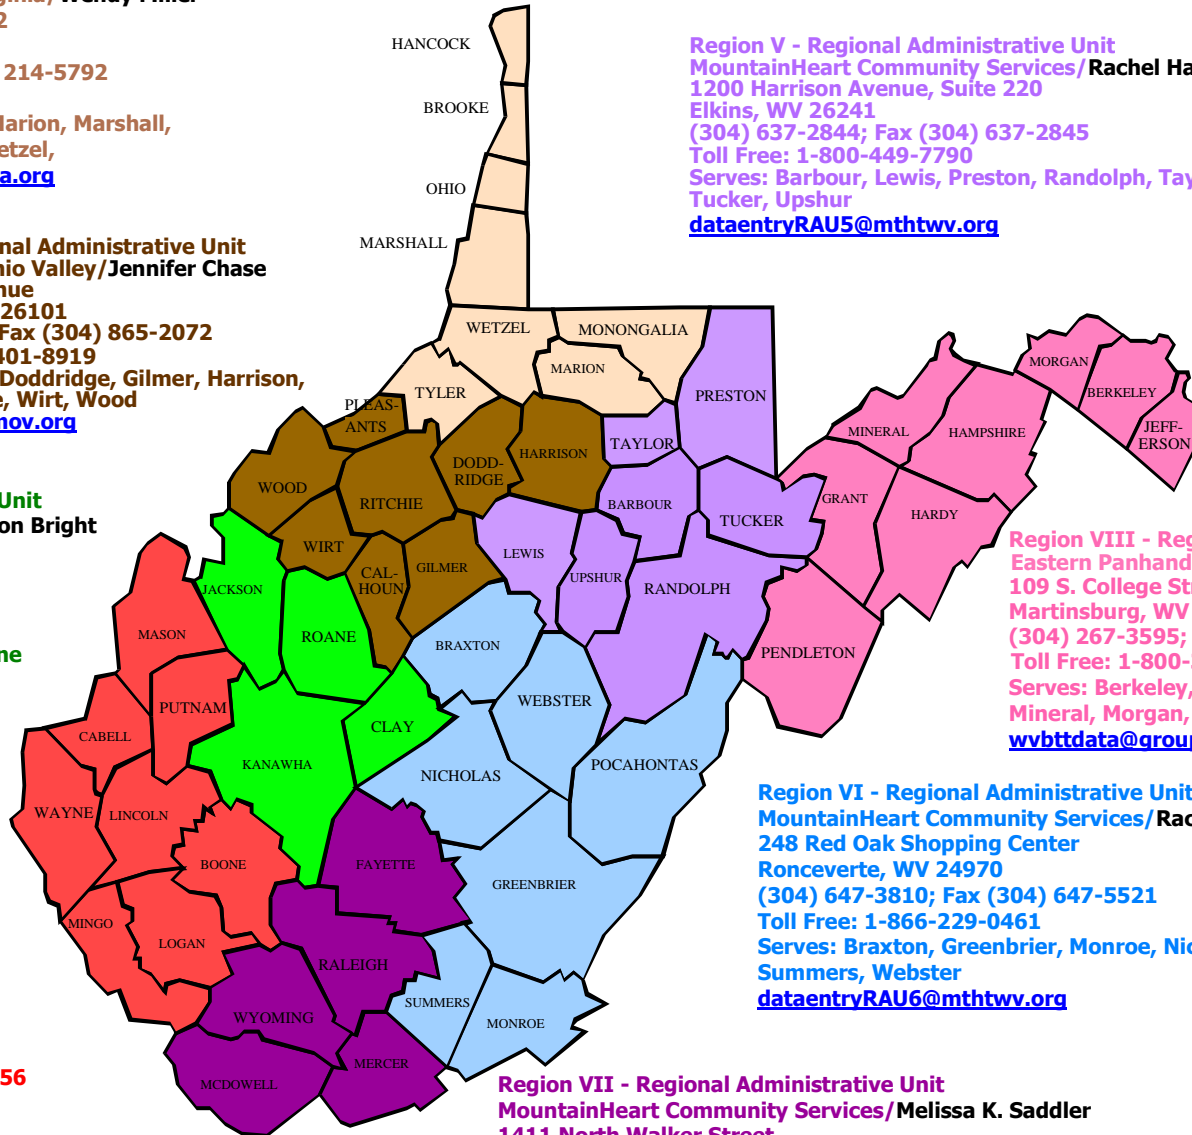 Wendy Miller
2
214-5792
Marion, Marshall,
etzel,
a.org
nal Administrative Unit
hio Valley/Jennifer Chase
nue
26101
Fax (304) 865-2072
401-8919
Doddridge, Gilmer, Harrison,
e, Wirt, Wood
nov.org
Unit
on Bright
ne
56
Region V - Regional Administrative Unit
MountainHeart Community Services/Rachel Ha
1200 Harrison Avenue, Suite 220
Elkins, WV 26241
(304) 637-2844; Fax (304) 637-2845
Toll Free: 1-800-449-7790
Serves: Barbour, Lewis, Preston, Randolph, Tay
Tucker, Upshur
dataentryRAU5@mthtwv.org
HANCOCK
BROOKE
OHIO
MARSHALL
WETZEL
MONONGALIA
MARION
TYLER
PRESTON
PLEAS-
ANTS
TAYLOR
HARRISON
DODD-
RIDGE
WOOD
RITCHIE
BARBOUR
TUCKER
WIRT
CAL-
HOUN
GILMER
LEWIS
UPSHUR
RANDOLPH
MORGAN
BERKELEY
JEFF-
ERSON
MINERAL
HAMPSHIRE
GRANT
HARDY
PENDLETON
JACKSON
ROANE
MASON
BRAXTON
WEBSTER
PUTNAM
CLAY
CABELL
KANAWHA
NICHOLAS
POCAHONTAS
WAYNE
LINCOLN
BOONE
FAYETTE
GREENBRIER
MINGO
LOGAN
RALEIGH
SUMMERS
WYOMING
MONROE
MERCER
MCDOWELL
Region VIII - Reg
Eastern Panhand
109 S. College St
Martinsburg, WV
(304) 267-3595;
Toll Free: 1-800-
Serves: Berkeley,
Mineral, Morgan,
wvbttdata@group
Region VI - Regional Administrative Unit
MountainHeart Community Services/Rac
248 Red Oak Shopping Center
Ronceverte, WV 24970
(304) 647-3810; Fax (304) 647-5521
Toll Free: 1-866-229-0461
Serves: Braxton, Greenbrier, Monroe, Nic
Summers, Webster
dataentryRAU6@mthtwv.org
Region VII - Regional Administrative Unit
MountainHeart Community Services/Melissa K. Saddler
1411 North Walker Street